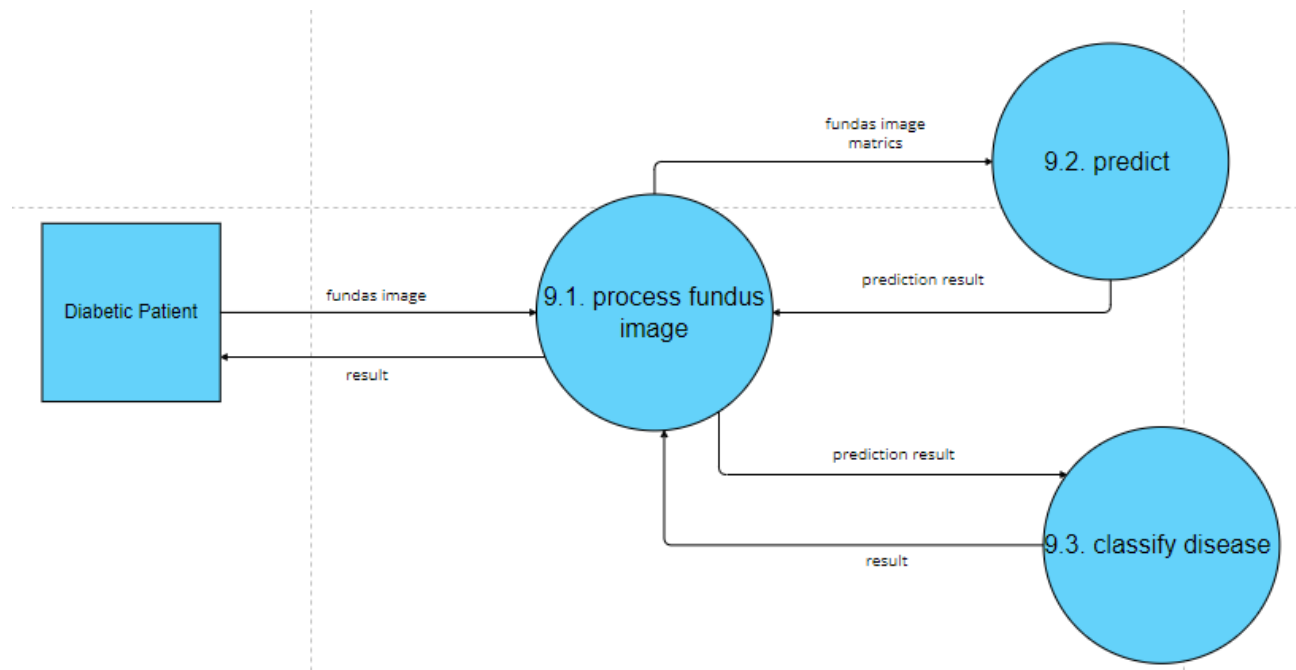 fundas image
matrics
9.2. predict
Diabetic Patient
fundas image
9.1. process fundus
image
prediction result
result
prediction result
9.3. classify disease
result